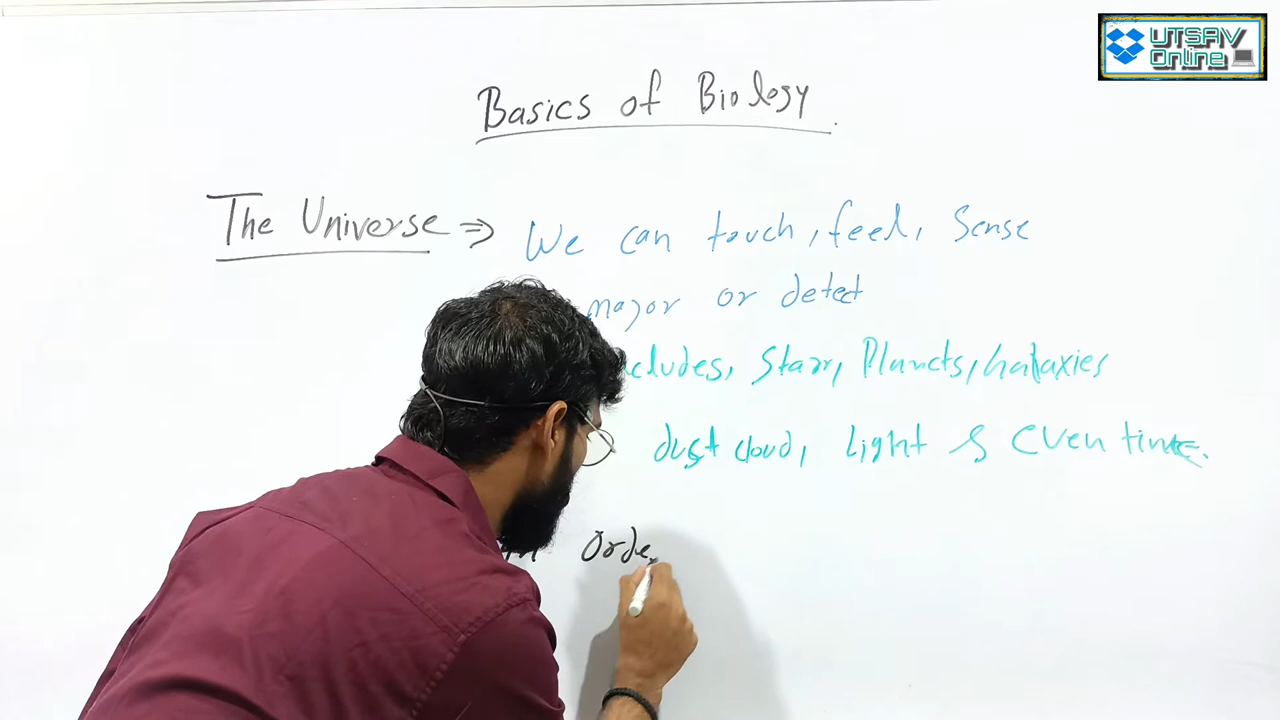 UTSAV
Online
Basics of Biology.
The Universe ⇒ We can touch, feel, Sense
major or detect
cludes, Starr, Planets, Galaxies
dust cloud, light & even time.
Orde